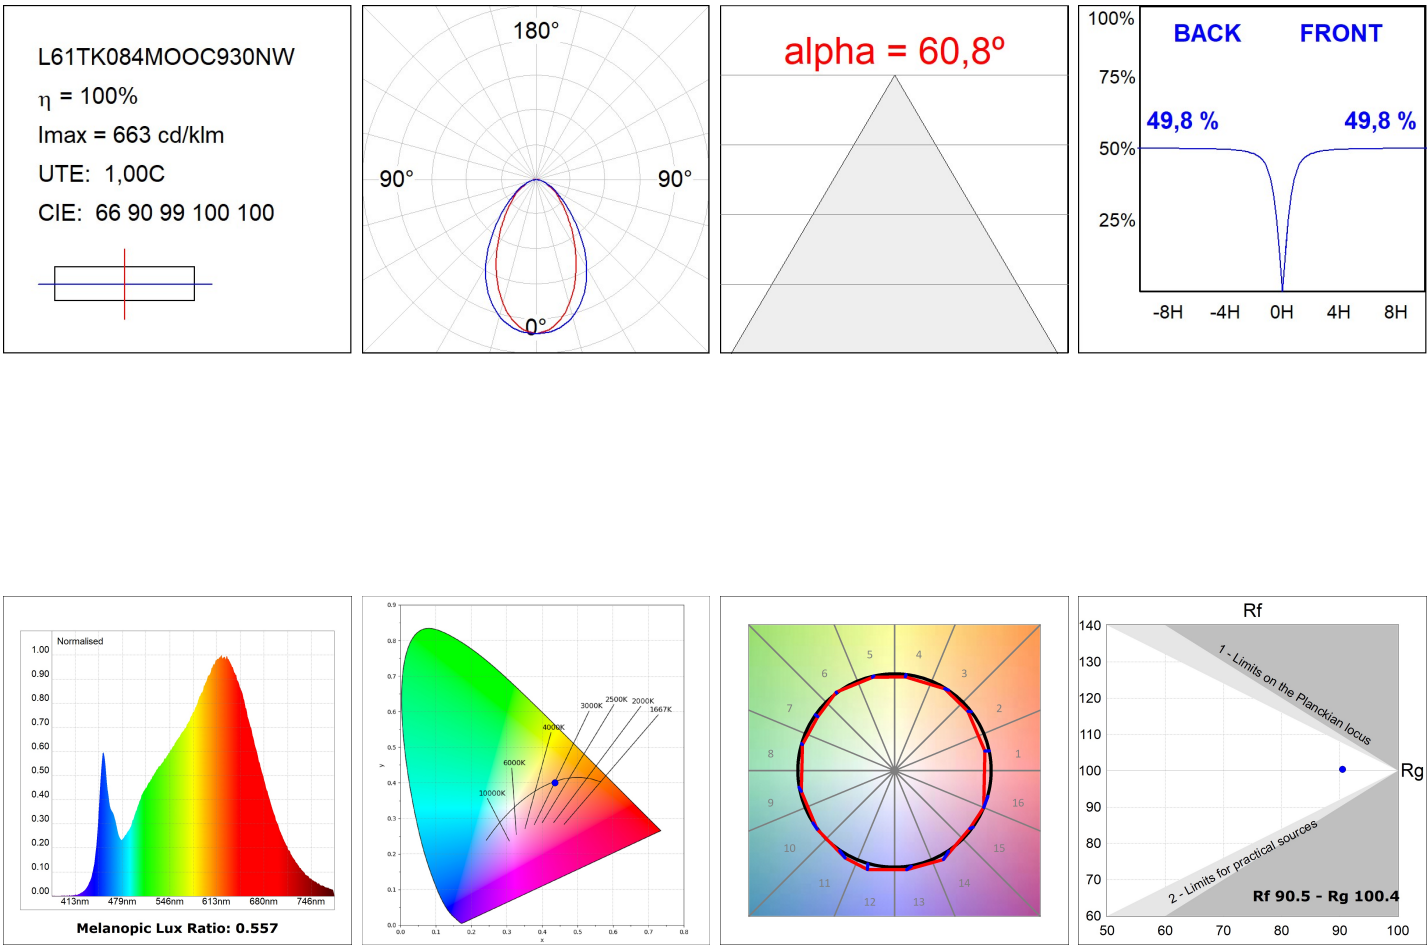 L61TK084MOOC930NW
η = 100%
Imax = 663 cd/klm
UTE:  1,00C
CIE:  66 90 99 100 100
180°
90°
90°
0°
alpha = 60,8º
100%
BACK
FRONT
75%
49,8 %
49,8 %
50%
25%
-8H
-4H
0H
4H
8H
Normalised
1.00
0.90
0.80
0.70
0.60
0.50
0.40
0.30
0.20
0.10
0.00
413nm
479nm
546nm
613nm
680nm
746nm
Melanopic Lux Ratio: 0.557
0.9
0.8
0.7
0.6
0.5
0.4
0.3
0.2
0.1
0.0
y
0.0
0.1
0.2
0.3
0.4
0.5
0.6
0.7
0.8
x
1667K
2000K
2500K
3000K
4000K
6000K
10000K
1
2
3
4
5
6
7
8
9
10
11
12
13
14
15
16
Rf
140
130
120
110
100
90
80
70
60
1 - Limits on the Planckian locus
Rg
2 - Limits for practical sources
Rf 90.5 - Rg 100.4
50
60
70
80
90
100